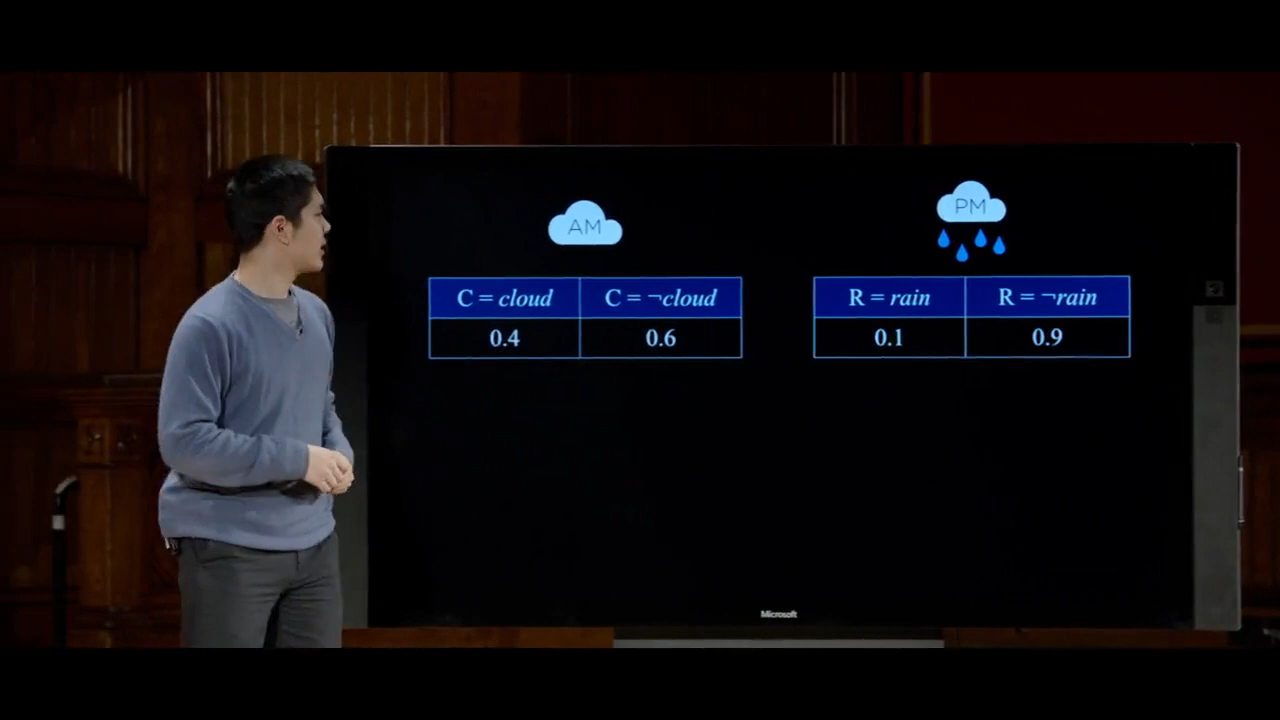 AM
PM
C = cloud C = ¬cloud
0.4 0.6
R = rain R = ¬rain
0.1 0.9
Microsoft